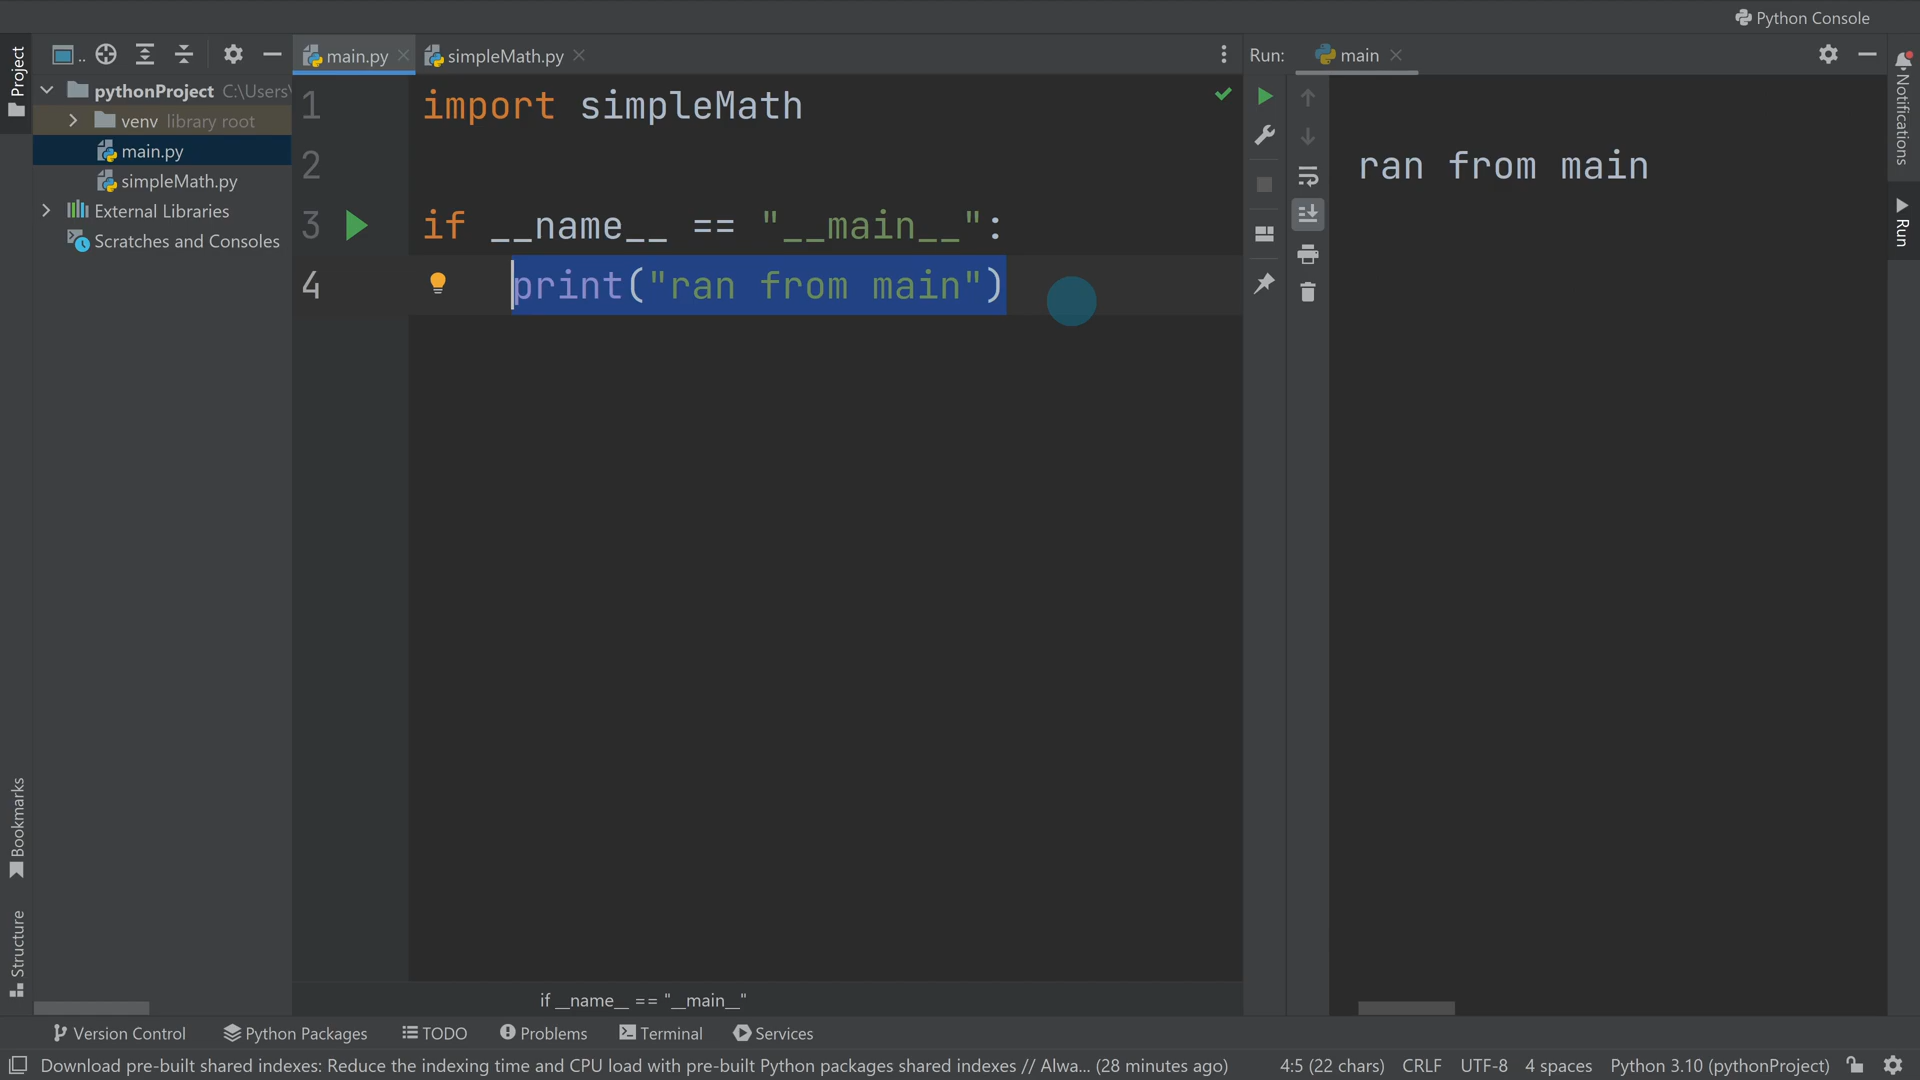 Python Console
Project
main.py
simpleMath.py
Run:
main
pythonProject C:\Users\
venv library root
main.py
simpleMath.py
External Libraries
Scratches and Consoles
1 import simpleMath
2
3 if __name__ == "__main__":
4 print("ran from main")
ran from main
Notifications
Run
Bookmarks
Structure
if __name__ == "__main__"
Version Control
Python Packages
TODO
Problems
Terminal
Services
Download pre-built shared indexes: Reduce the indexing time and CPU load with pre-built Python packages shared indexes // Alwa... (28 minutes ago)
4:5 (22 chars) CRLF UTF-8 4 spaces Python 3.10 (pythonProject)